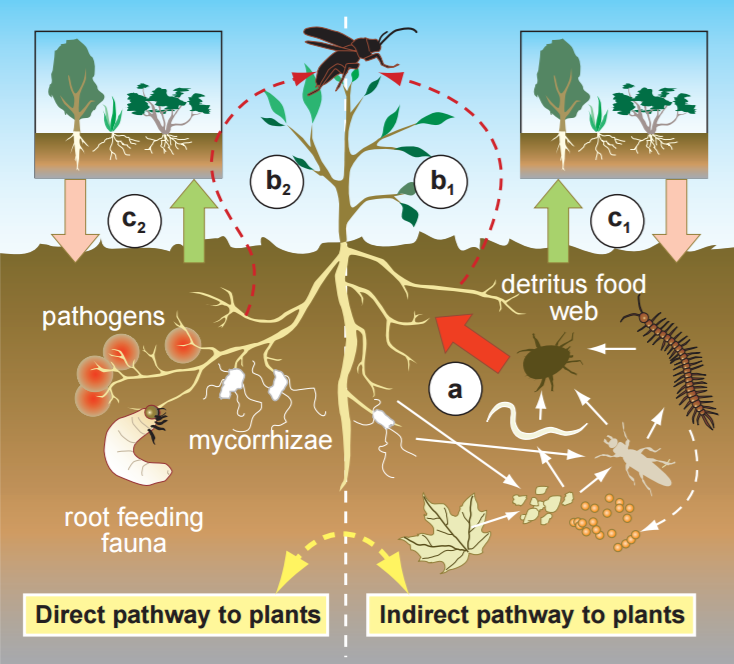 b₂
b₁
c₂
c₁
detritus food
web
pathogens
a
mycorrhizae
root feeding
fauna
Direct pathway to plants
Indirect pathway to plants